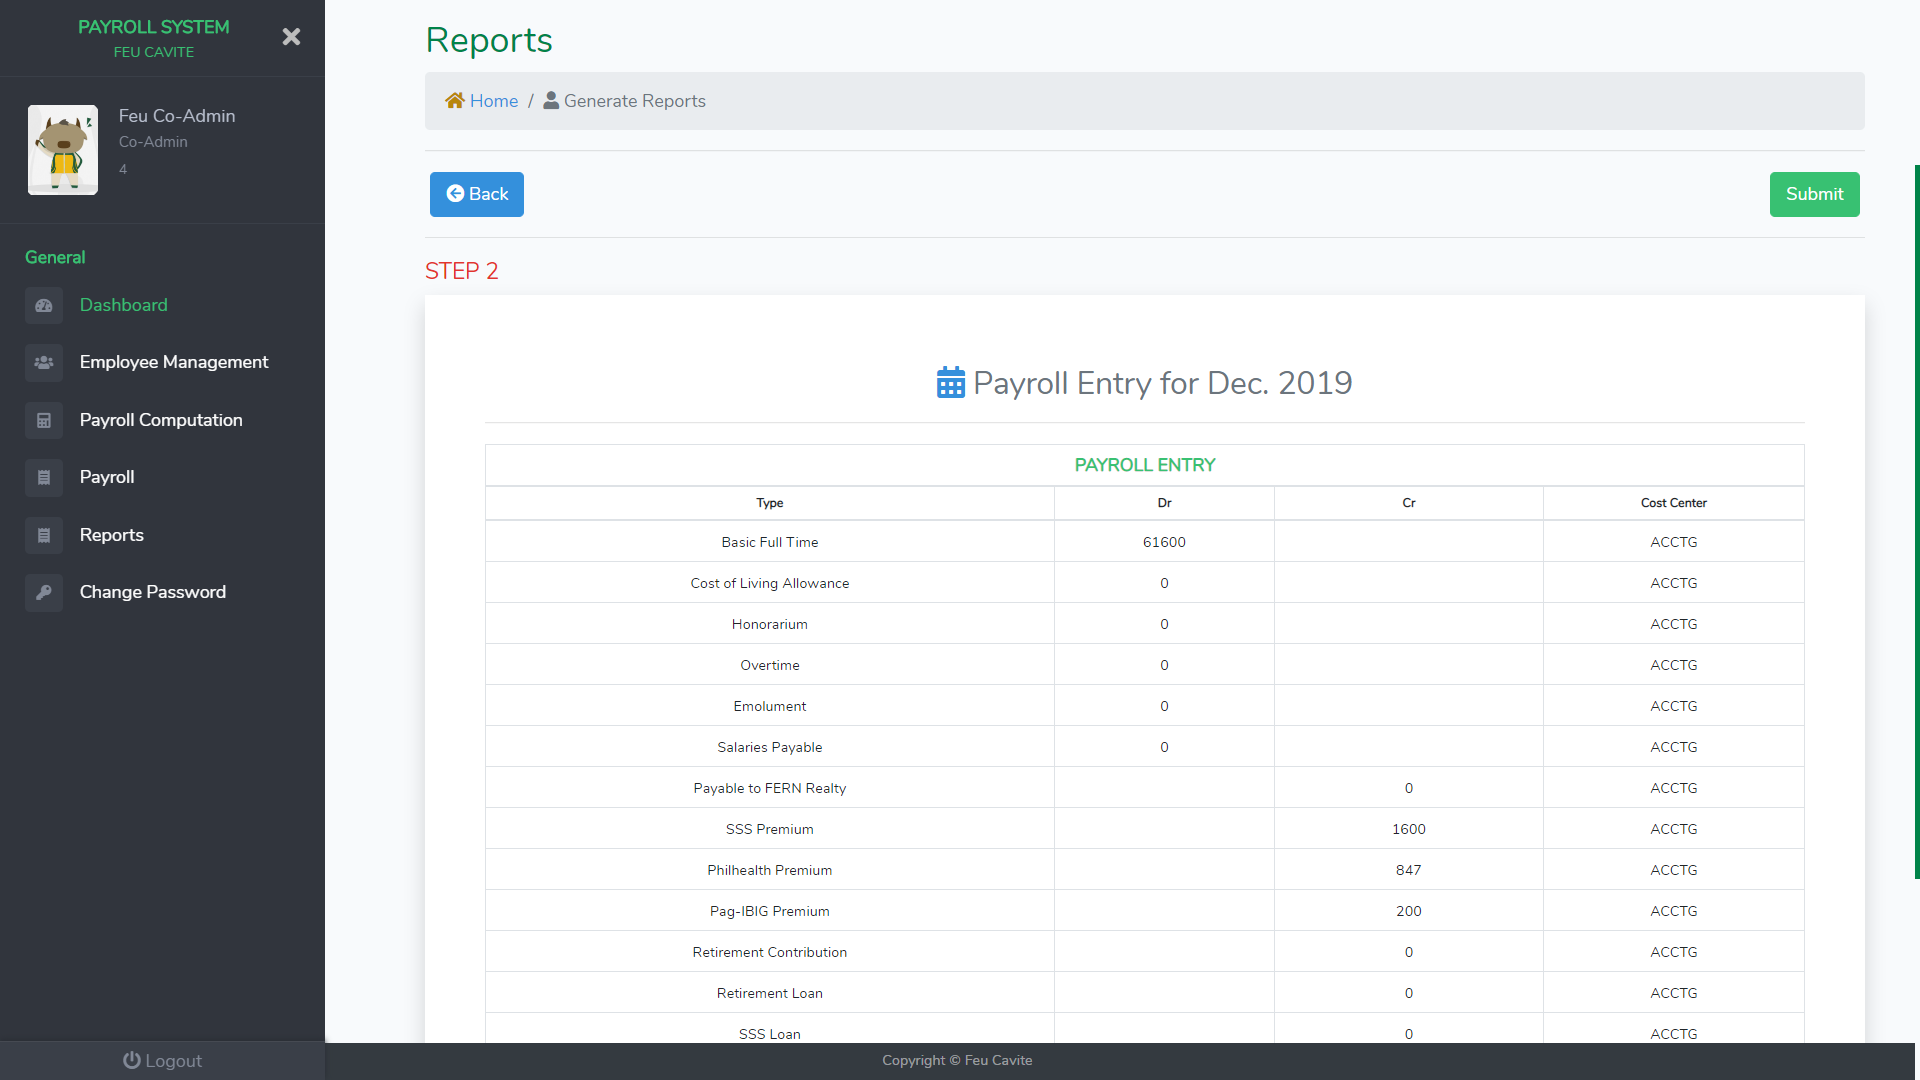 PAYROLL SYSTEM
FEU CAVITE
Feu Co-Admin
Co-Admin
4
General
Dashboard
Employee Management
Payroll Computation
Payroll
Reports
Change Password
Logout
Reports
Home / Generate Reports
Back
Submit
STEP 2
Payroll Entry for Dec. 2019
PAYROLL ENTRY
Type Dr Cr Cost Center
Basic Full Time 61600 ACCTG
Cost of Living Allowance 0 ACCTG
Honorarium 0 ACCTG
Overtime 0 ACCTG
Emolument 0 ACCTG
Salaries Payable 0 ACCTG
Payable to FERN Realty 0 ACCTG
SSS Premium 1600 ACCTG
Philhealth Premium 847 ACCTG
Pag-IBIG Premium 200 ACCTG
Retirement Contribution 0 ACCTG
Retirement Loan 0 ACCTG
SSS Loan 0 ACCTG
Copyright © Feu Cavite